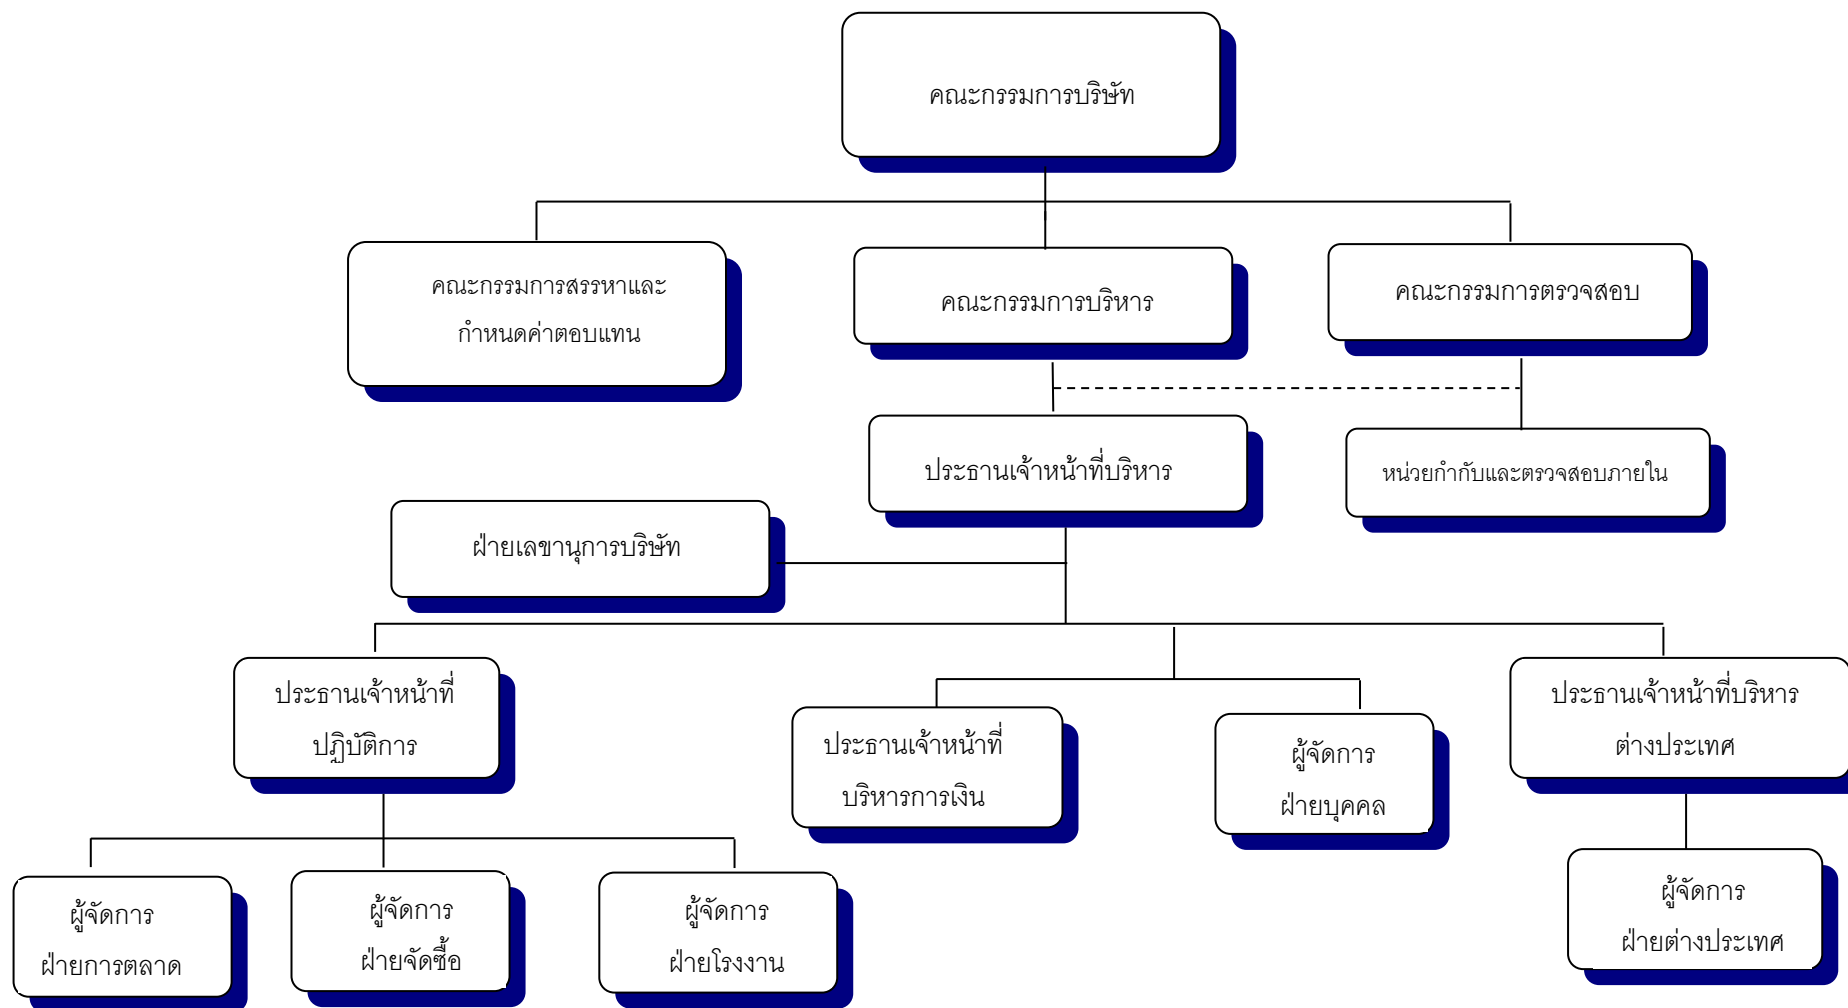 คณะกรรมการบริษัท
คณะกรรมการสรรหาและ
กำหนดค่าตอบแทน
คณะกรรมการบริหาร
คณะกรรมการตรวจสอบ
ประธานเจ้าหน้าที่บริหาร
หน่วยกำกับและตรวจสอบภายใน
ฝ่ายเลขานุการบริษัท
ประธานเจ้าหน้าที่
ปฏิบัติการ
ประธานเจ้าหน้าที่
บริหารการเงิน
ผู้จัดการ
ฝ่ายบุคคล
ประธานเจ้าหน้าที่บริหาร
ต่างประเทศ
ผู้จัดการ
ฝ่ายการตลาด
ผู้จัดการ
ฝ่ายจัดซื้อ
ผู้จัดการ
ฝ่ายโรงงาน
ผู้จัดการ
ฝ่ายต่างประเทศ